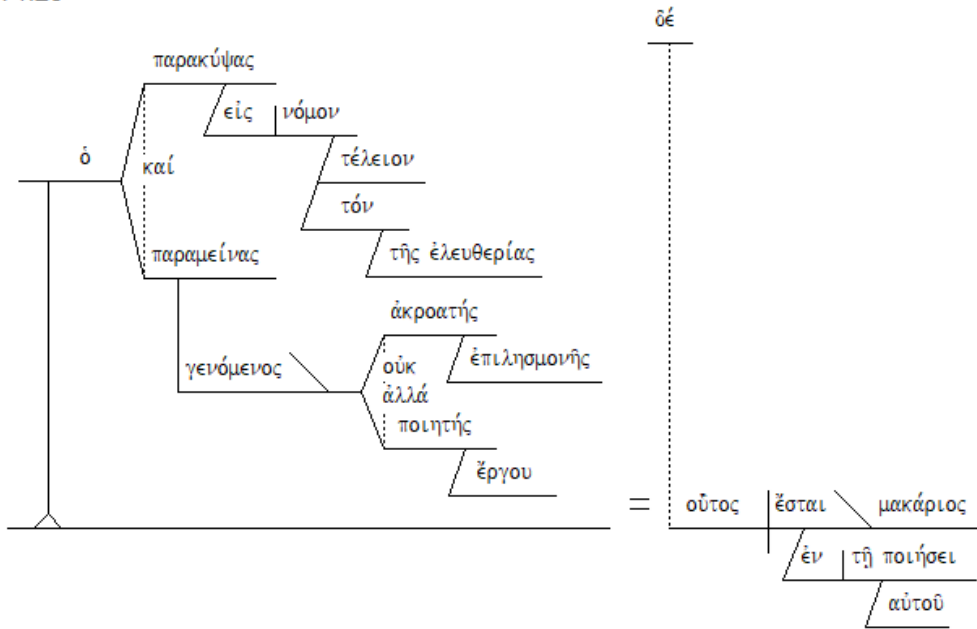 δέ
παρακύψας
εἰς νόμον
ὁ
καί
τέλειον
τόν
παραμείνας
τῆς ἐλευθερίας
ἀκροατής
γενόμενος
οὐκ
ἐπιλησμονῆς
ἀλλά
ποιητής
ἔργου
= οὗτος ἔσται μακάριος
ἐν τῇ ποιήσει
αὐτοῦ